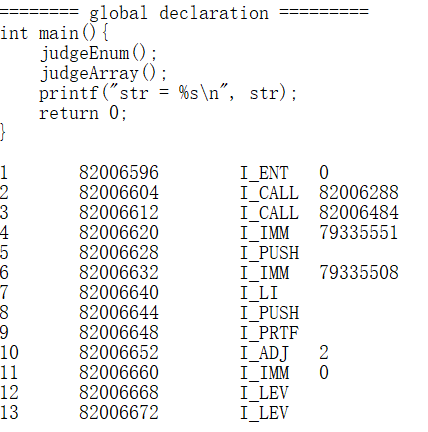 ======== global declaration =========
int main(){
    judgeEnum();
    judgeArray();
    printf("str = %s\n", str);
    return 0;
}

1       82006596        I_ENT   0
2       82006604        I_CALL  82006288
3       82006612        I_CALL  82006484
4       82006620        I_IMM   79335551
5       82006628        I_PUSH
6       82006632        I_IMM   79335508
7       82006640        I_LI
8       82006644        I_PUSH
9       82006648        I_PRTF
10      82006652        I_ADJ   2
11      82006660        I_IMM   0
12      82006668        I_LEV
13      82006672        I_LEV